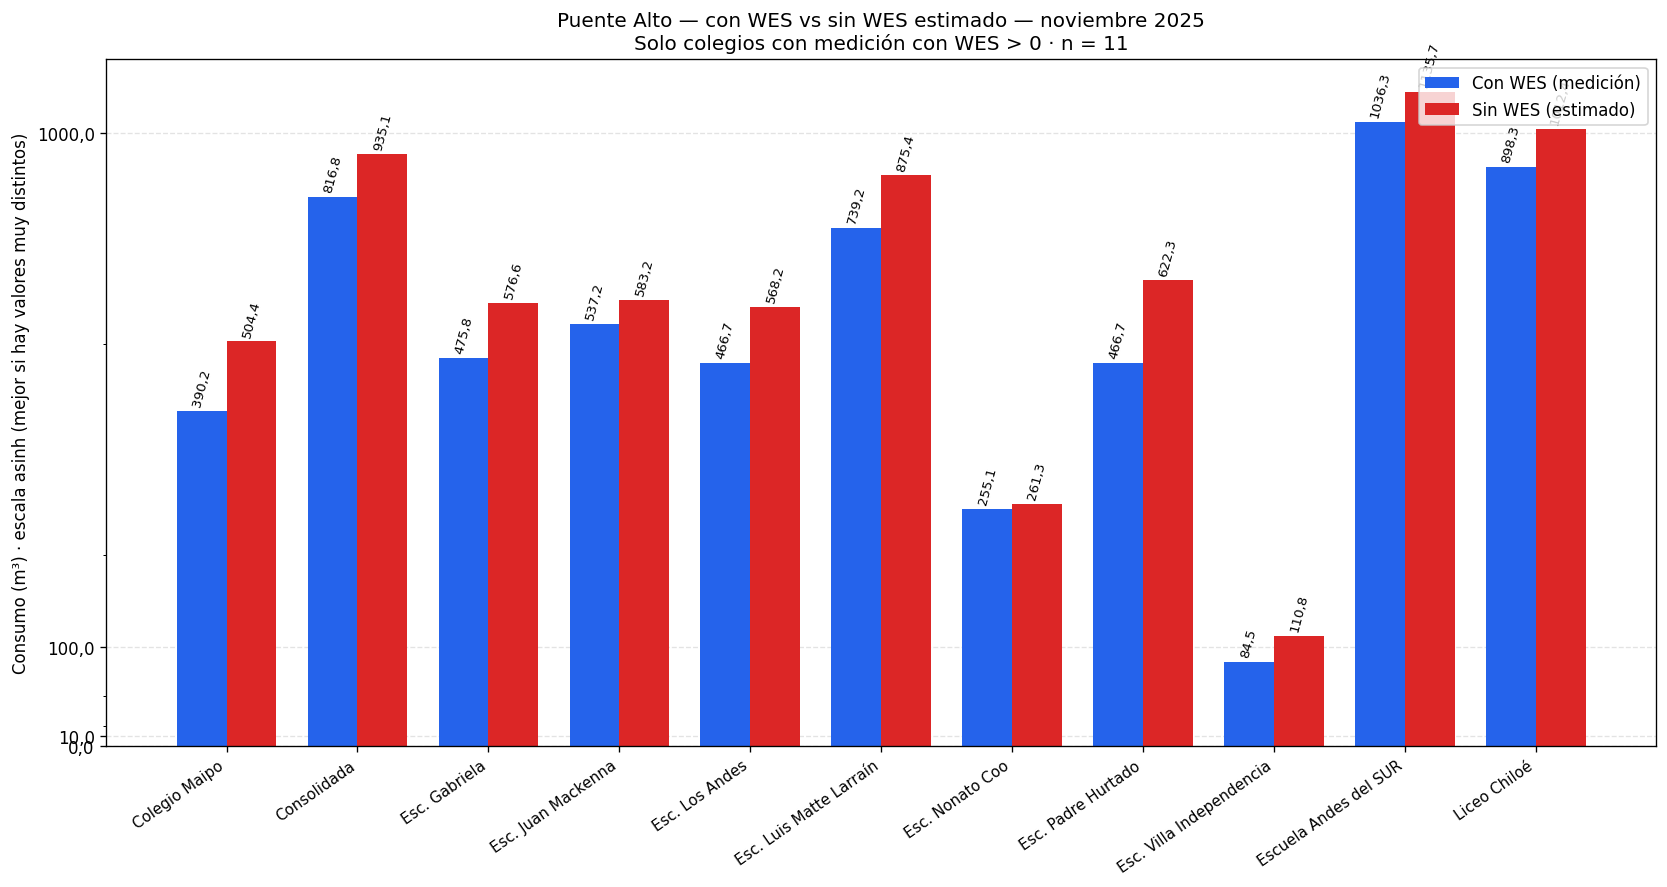 Puente Alto — con WES vs sin WES estimado — noviembre 2025
Solo colegios con medición con WES > 0 · n = 11
Con WES (medición)
Sin WES (estimado)
Consumo (m³) · escala asinh (mejor si hay valores muy distintos)
1000,0
100,0
10,0
0,0
390,2
504,4
816,8
935,1
475,8
576,6
537,2
583,2
466,7
568,2
739,2
875,4
255,1
261,3
466,7
622,3
84,5
110,8
1036,3
898,3
Colegio Maipo
Consolidada
Esc. Gabriela
Esc. Juan Mackenna
Esc. Los Andes
Esc. Luis Matte Larraín
Esc. Nonato Coo
Esc. Padre Hurtado
Esc. Villa Independencia
Escuela Andes del SUR
Liceo Chiloé